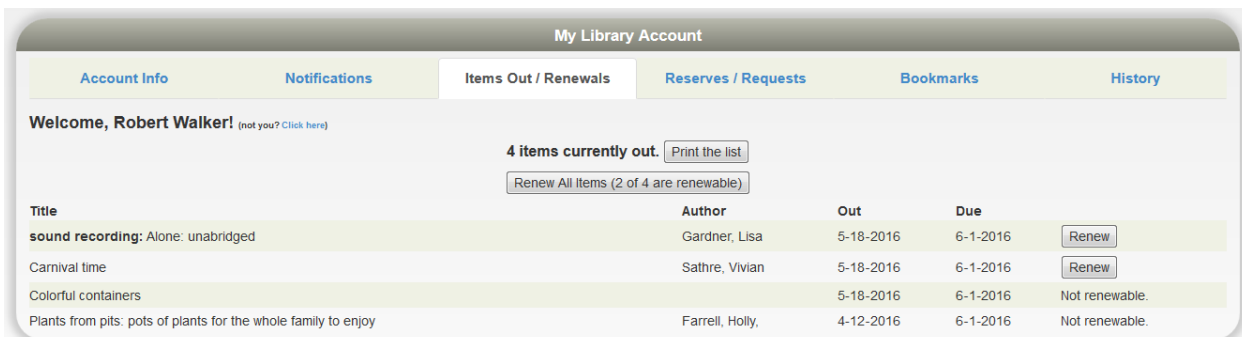 My Library Account
Account Info Notifications Items Out / Renewals Reserves / Requests Bookmarks History
Welcome, Robert Walker! (not you? Click here)
4 items currently out. Print the list
Renew All Items (2 of 4 are renewable)
Title Author Out Due
sound recording: Alone: unabridged Gardner, Lisa 5-18-2016 6-1-2016 Renew
Carnival time Sathre, Vivian 5-18-2016 6-1-2016 Renew
Colorful containers 5-18-2016 6-1-2016 Not renewable.
Plants from pits: pots of plants for the whole family to enjoy Farrell, Holly, 4-12-2016 6-1-2016 Not renewable.